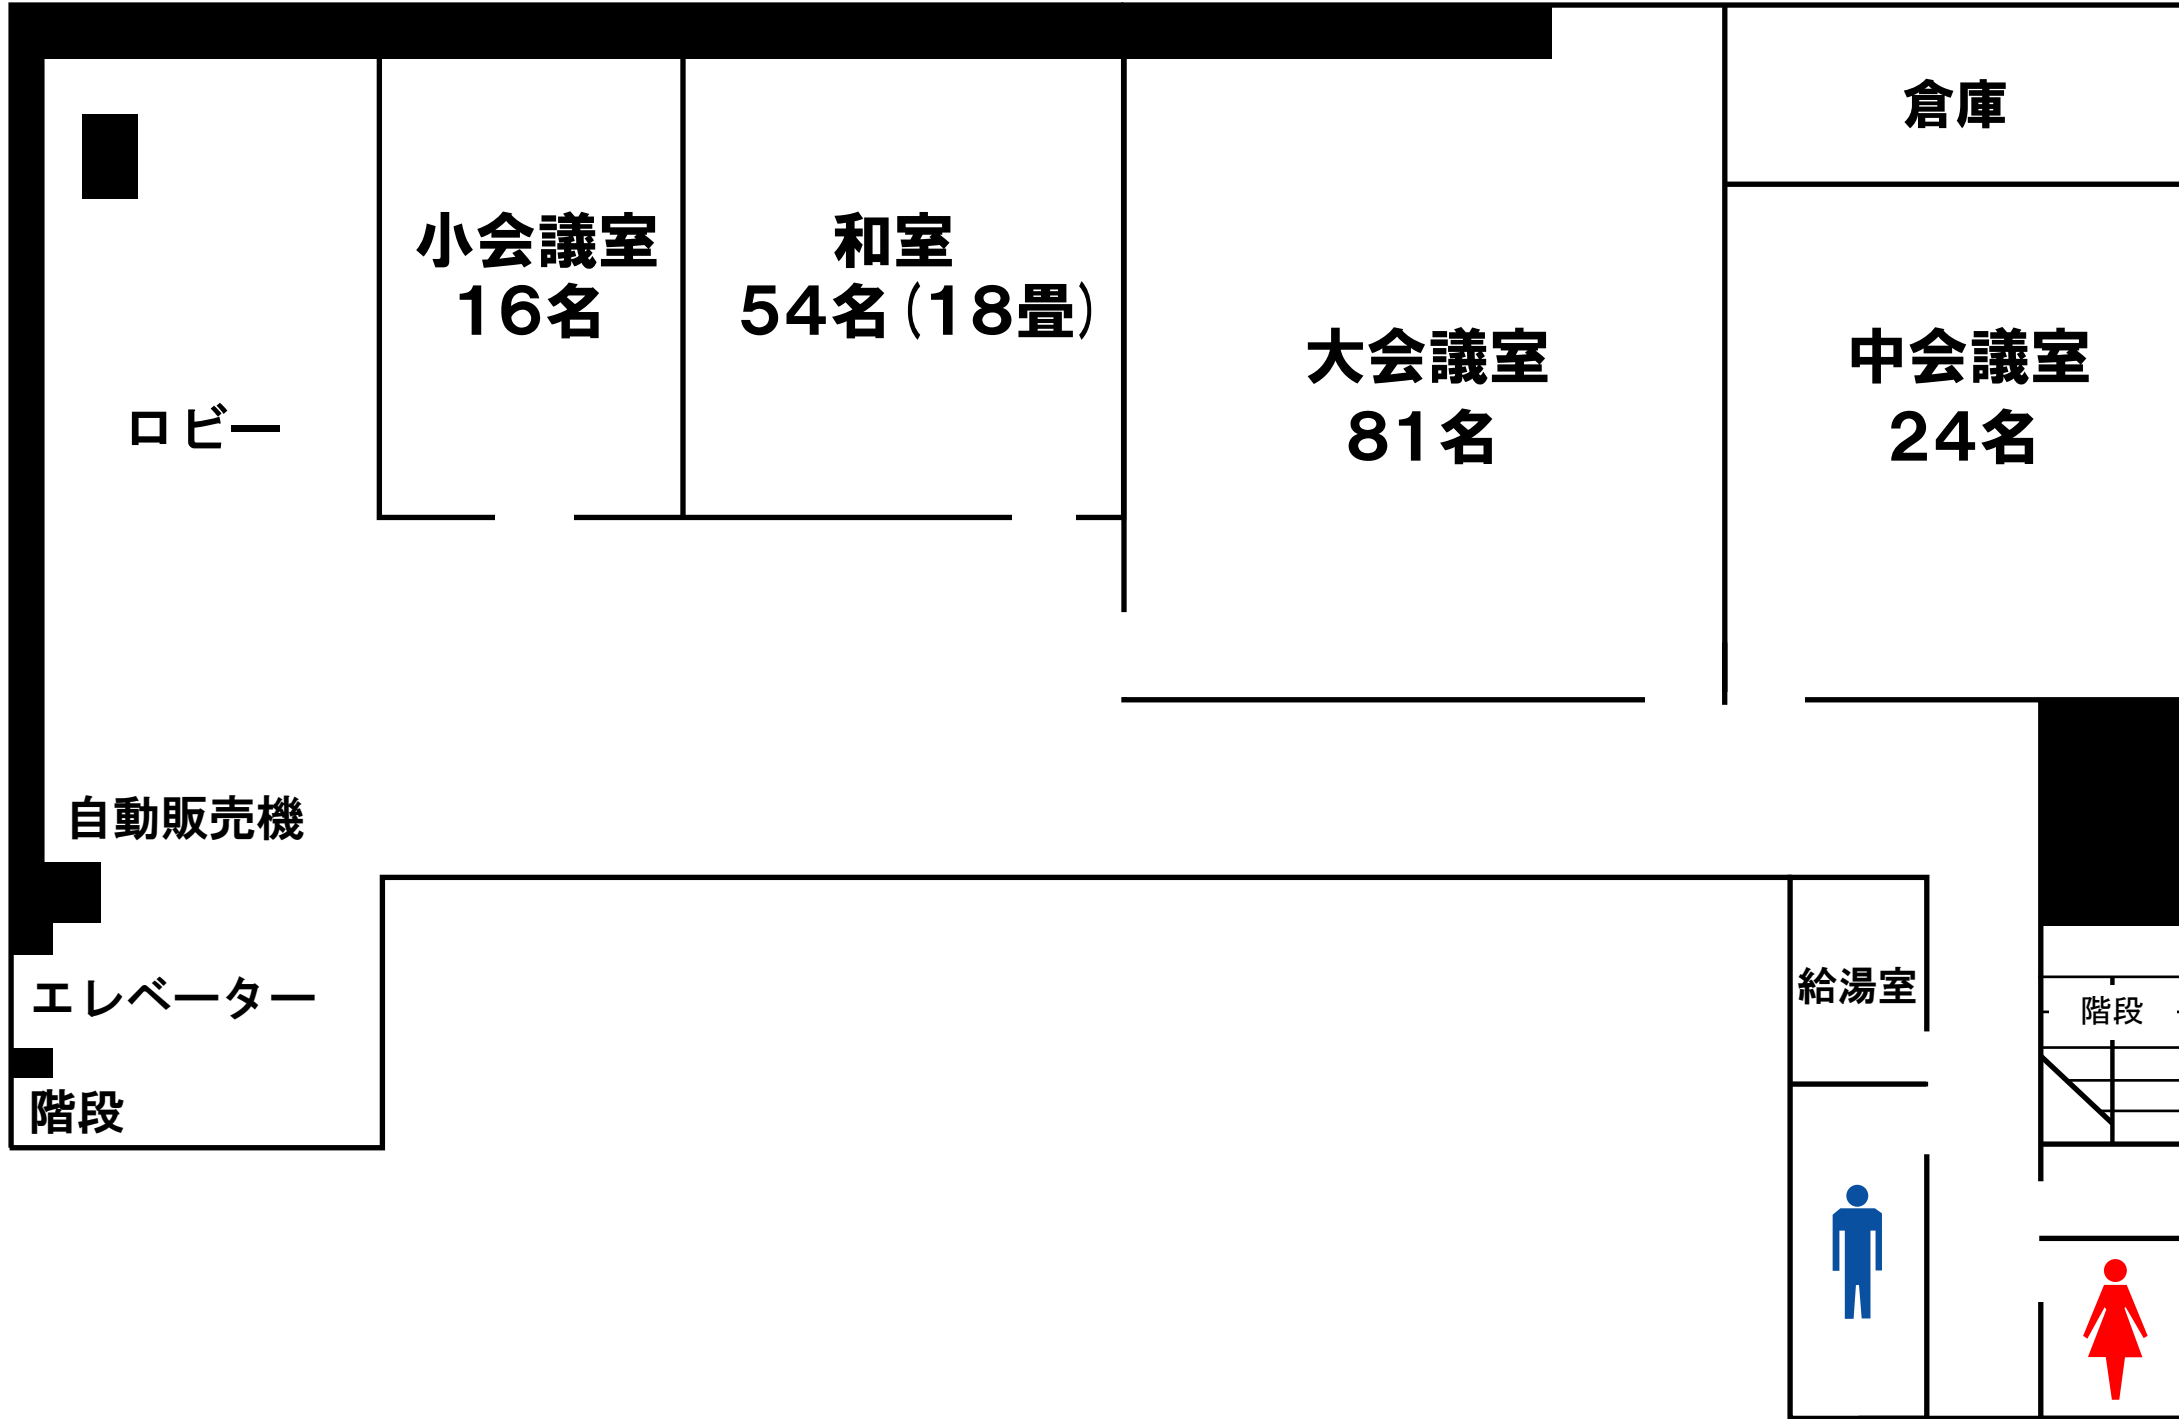 倉庫
小会議室
16名
和室
54名(18畳)
大会議室
81名
中会議室
24名
ロビー
自動販売機
エレベーター
階段
給湯室
階段